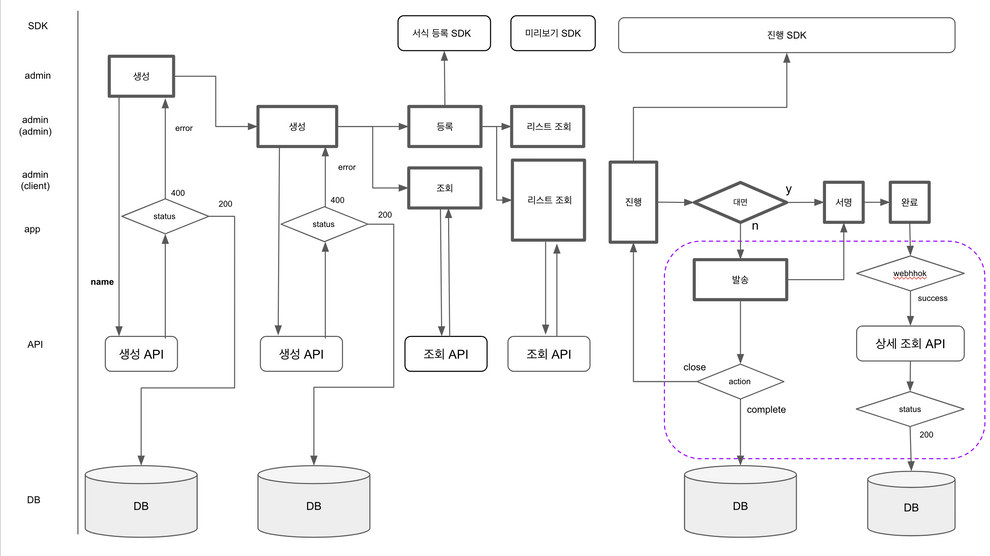 SDK
서식 등록 SDK
미리보기 SDK
진행 SDK
admin
생성
admin
(admin)
생성
등록
리스트 조회
error
error
admin
(client)
조회
리스트 조회
진행
대면
y
서명
완료
400
200
status
400
200
status
n
app
webhhok
success
발송
name
API
생성 API
생성 API
조회 API
조회 API
상세 조회 API
close
action
complete
status
200
DB
DB
DB
DB
DB